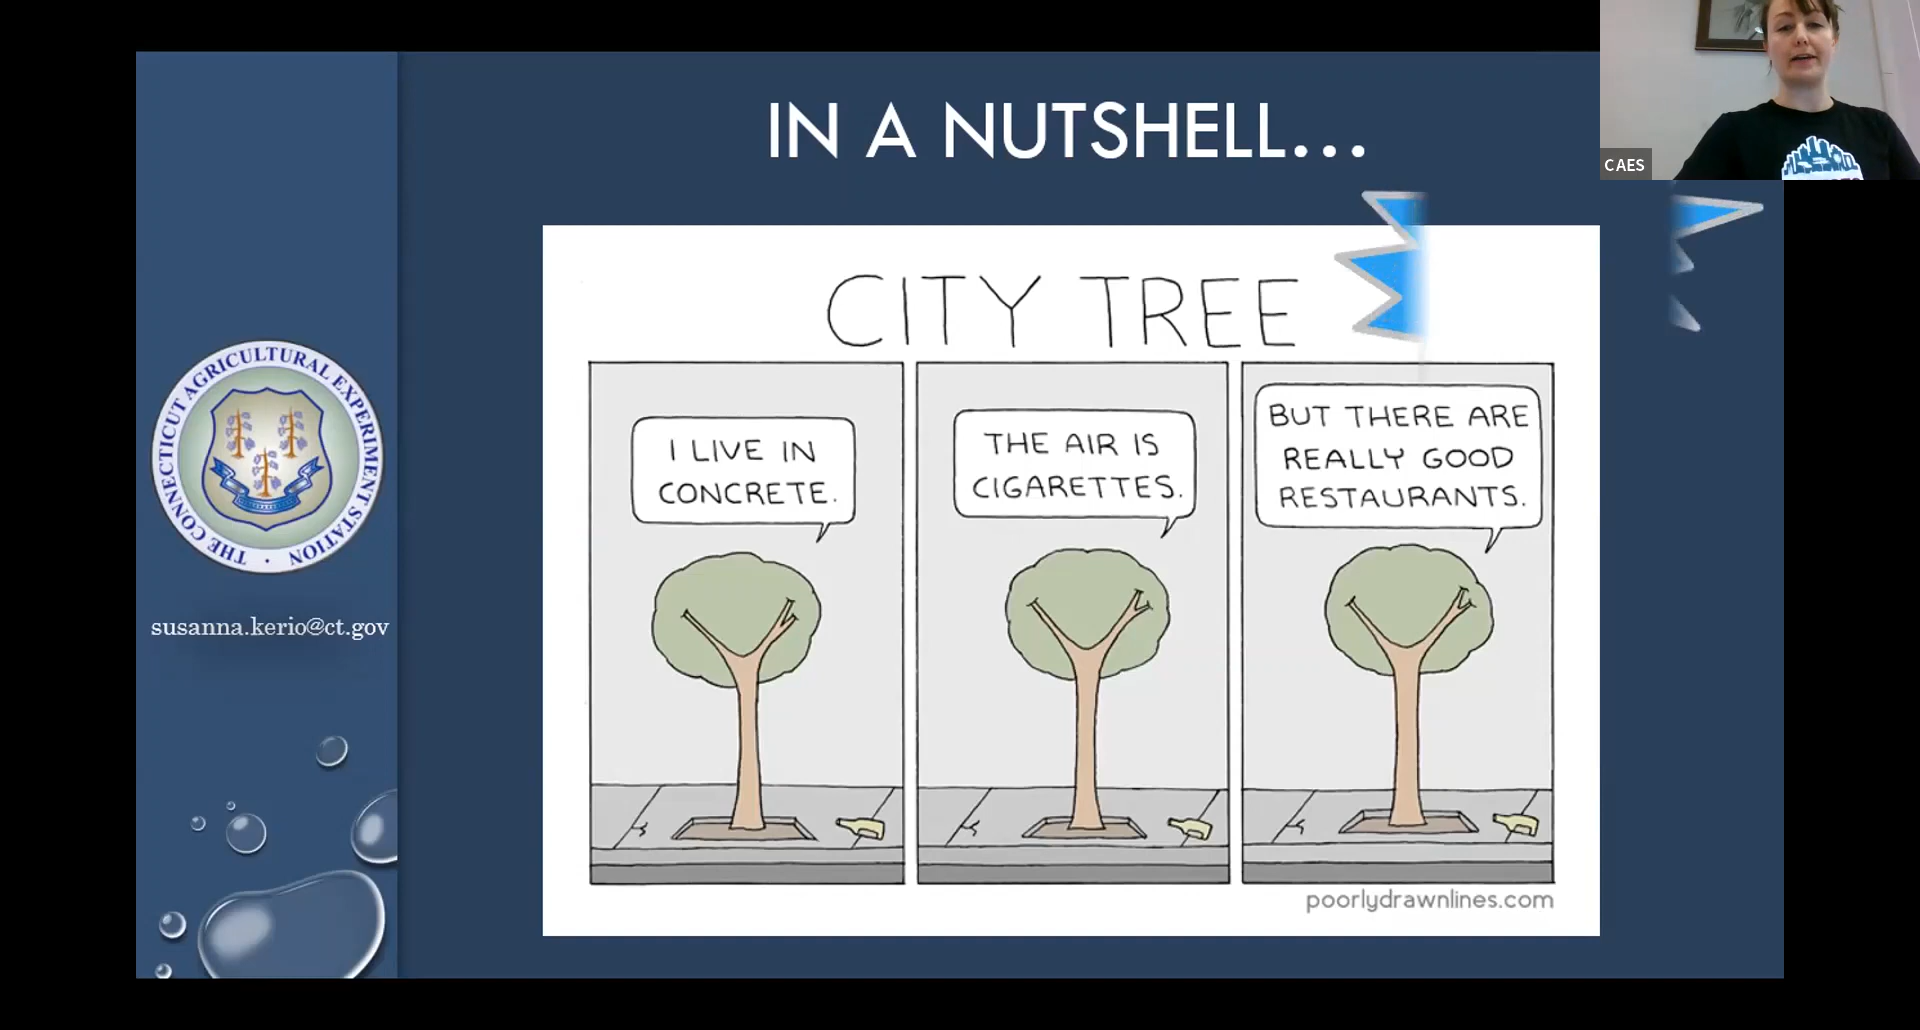 IN A NUTSHELL...
CAES
CITY TREE
I LIVE IN
CONCRETE.
THE AIR IS
CIGARETTES.
BUT THERE ARE
REALLY GOOD
RESTAURANTS.
poorlydrawnlines.com
THE CONNECTICUT AGRICULTURAL EXPERIMENT STATION
susanna.kerio@ct.gov